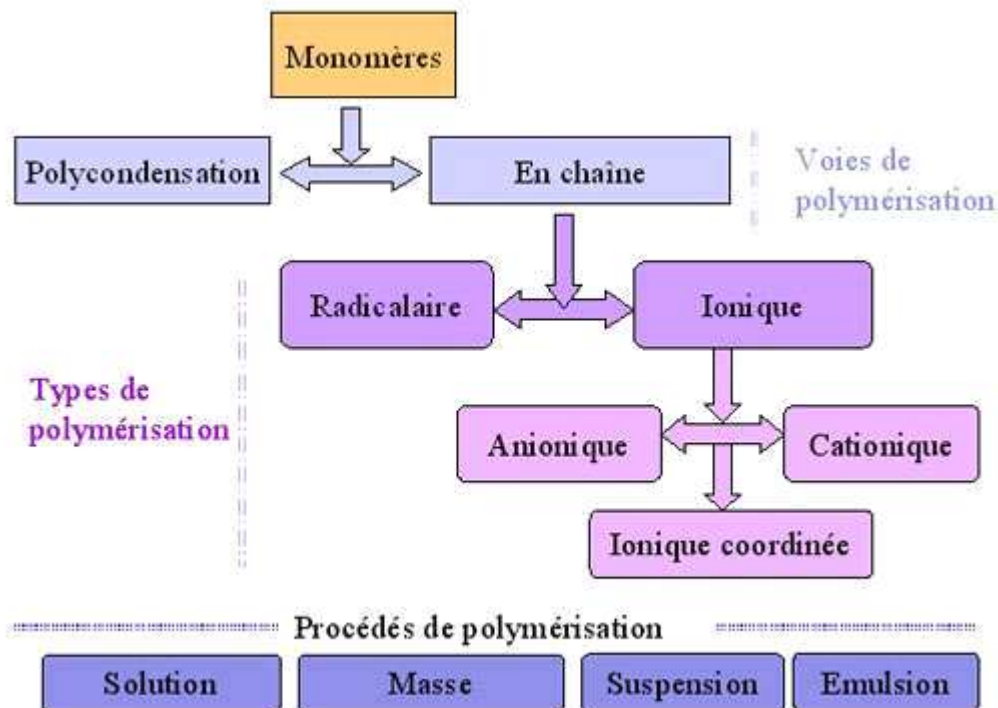 Monomères
Polycondensation
En chaîne
Voies de
polymérisation
Radicalaire
Ionique
Types de
polymérisation
Anionique
Cationique
Ionique coordinée
Procédés de polymérisation
Solution
Masse
Suspension
Emulsion